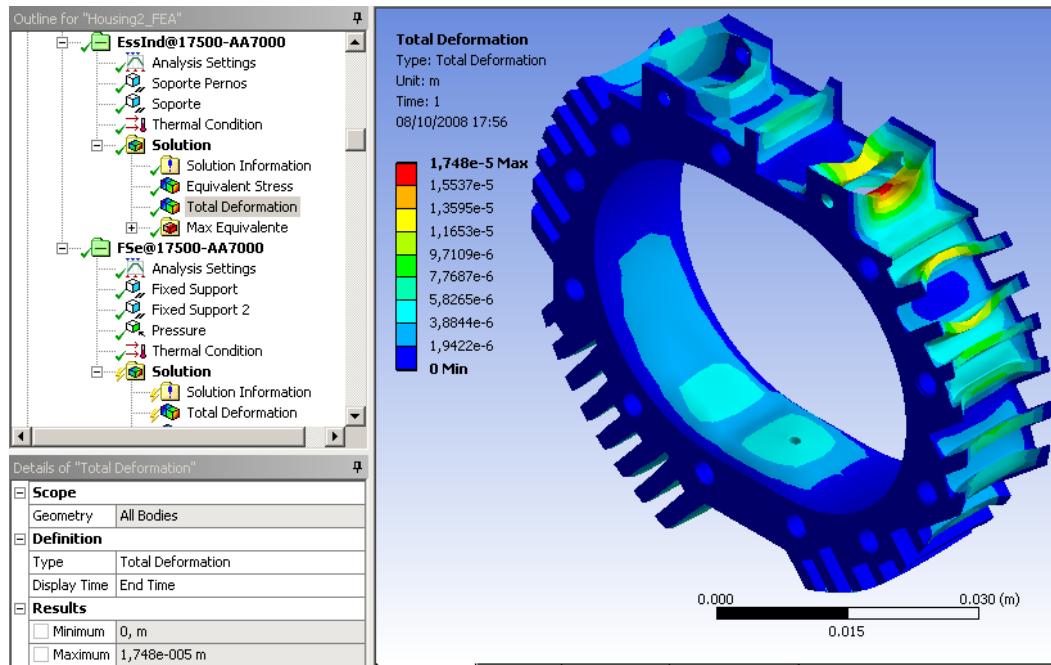 Outline for "Housing2_FEA"
EssInd@17500-AA7000
Analysis Settings
Soporte Pernos
Soporte
Thermal Condition
Solution
Solution Information
Equivalent Stress
Total Deformation
Max Equivalente
FSe@17500-AA7000
Analysis Settings
Fixed Support
Fixed Support 2
Pressure
Thermal Condition
Solution
Solution Information
Total Deformation
Details of "Total Deformation"
Scope
Geometry All Bodies
Definition
Type Total Deformation
Display Time End Time
Results
Minimum 0, m
Maximum 1,748e-005 m
Total Deformation
Type: Total Deformation
Unit: m
Time: 1
08/10/2008 17:56
1,748e-5 Max
1,5537e-5
1,3595e-5
1,1653e-5
9,7109e-6
7,7687e-6
5,8265e-6
3,8844e-6
1,9422e-6
0 Min
0.000 0.030 (m)
0.015